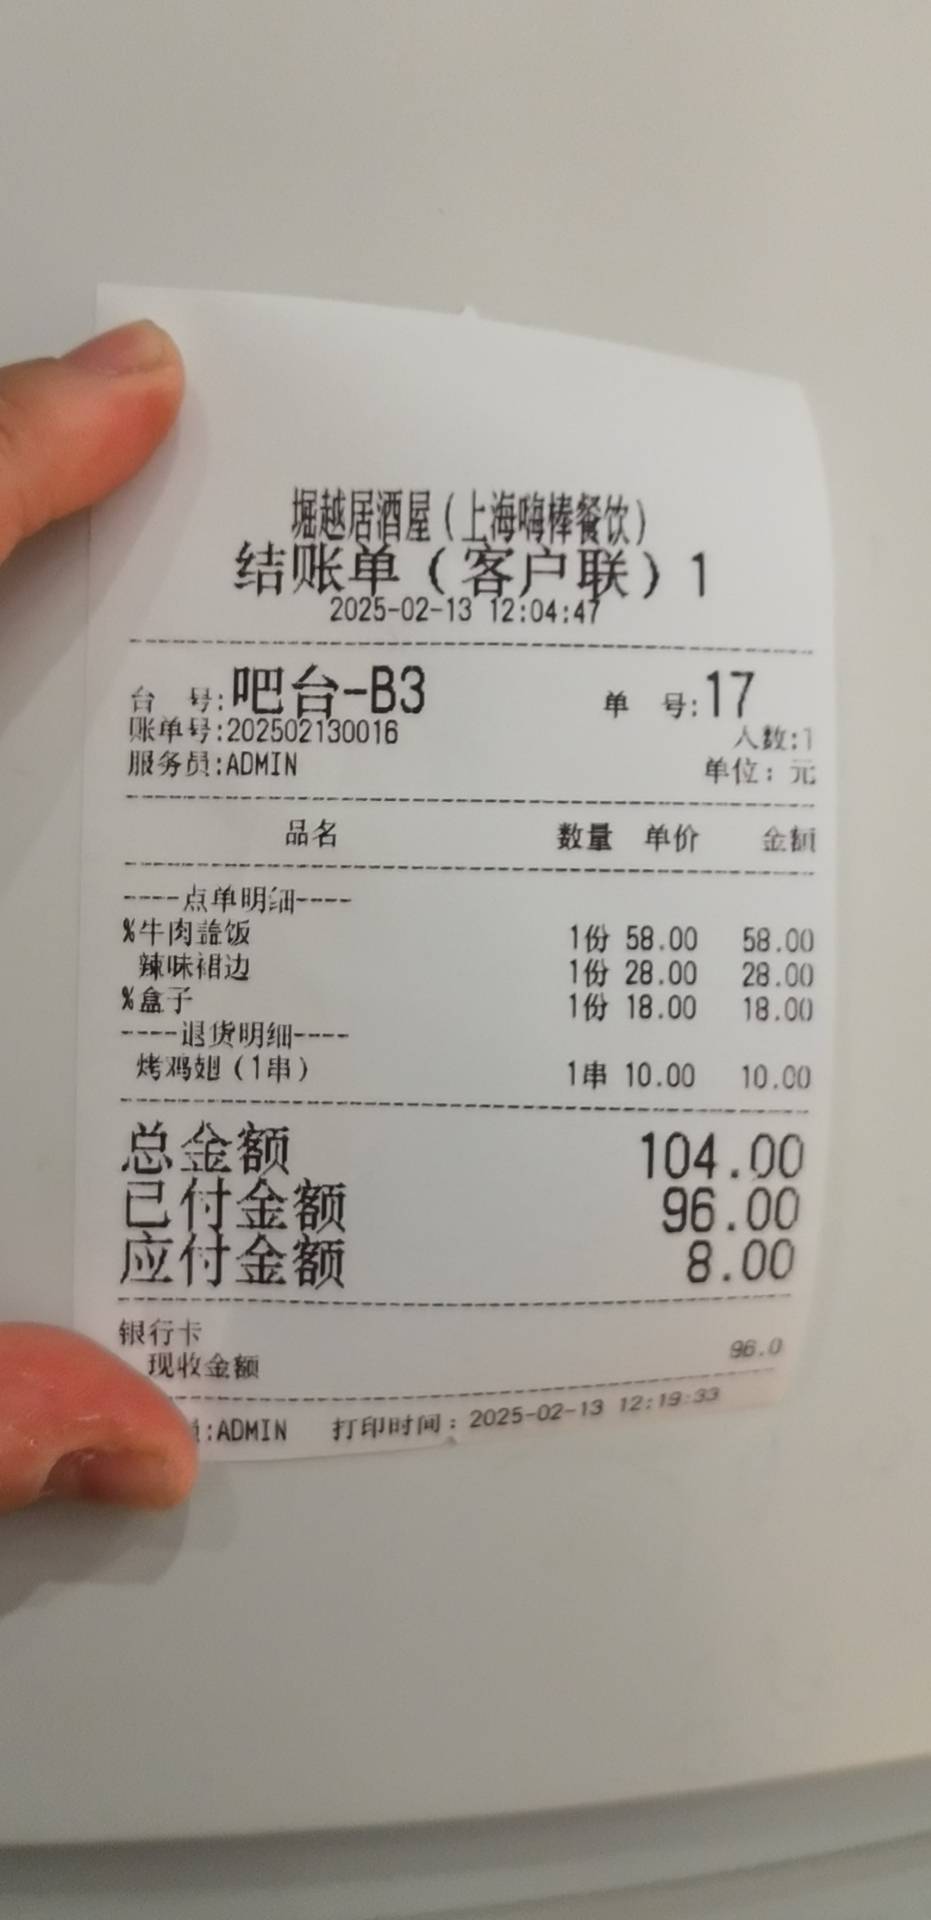 堀越居酒屋(上海嗨棒餐饮)
结账单(客户联)1
2025-02-13 12:04:47
台 号:吧台-B3 单 号:17
账单号:202502130016 人数:1
服务员:ADMIN 单位: 元
品名 数量 单价 金额
----点单明细----
%牛肉盖饭 1份 58.00 58.00
辣味裙边 1份 28.00 28.00
%盒子 1份 18.00 18.00
----退货明细----
烤鸡翅(1串) 1串 10.00 10.00
总金额 104.00
已付金额 96.00
应付金额 8.00
银行卡
现收金额 96.0
:ADMIN 打印时间: 2025-02-13 12:19:33